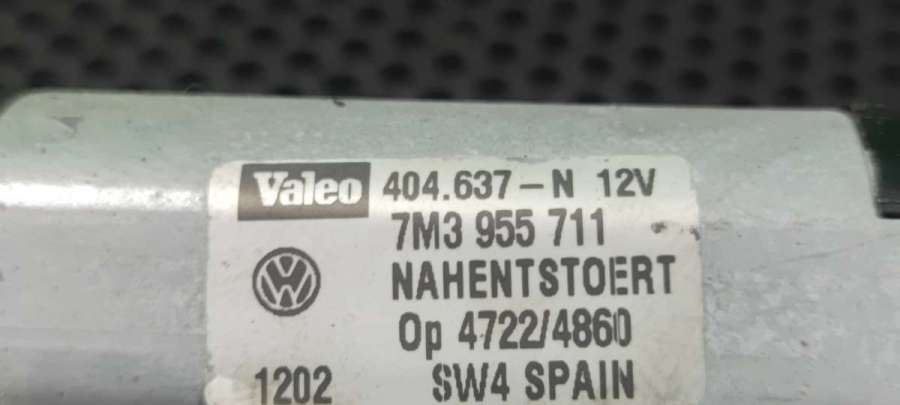 Valeo 404.637-N 12V
7M3 955 711
NAHENTSTOERT
Op 4722/4860
1202 SW4 SPAIN